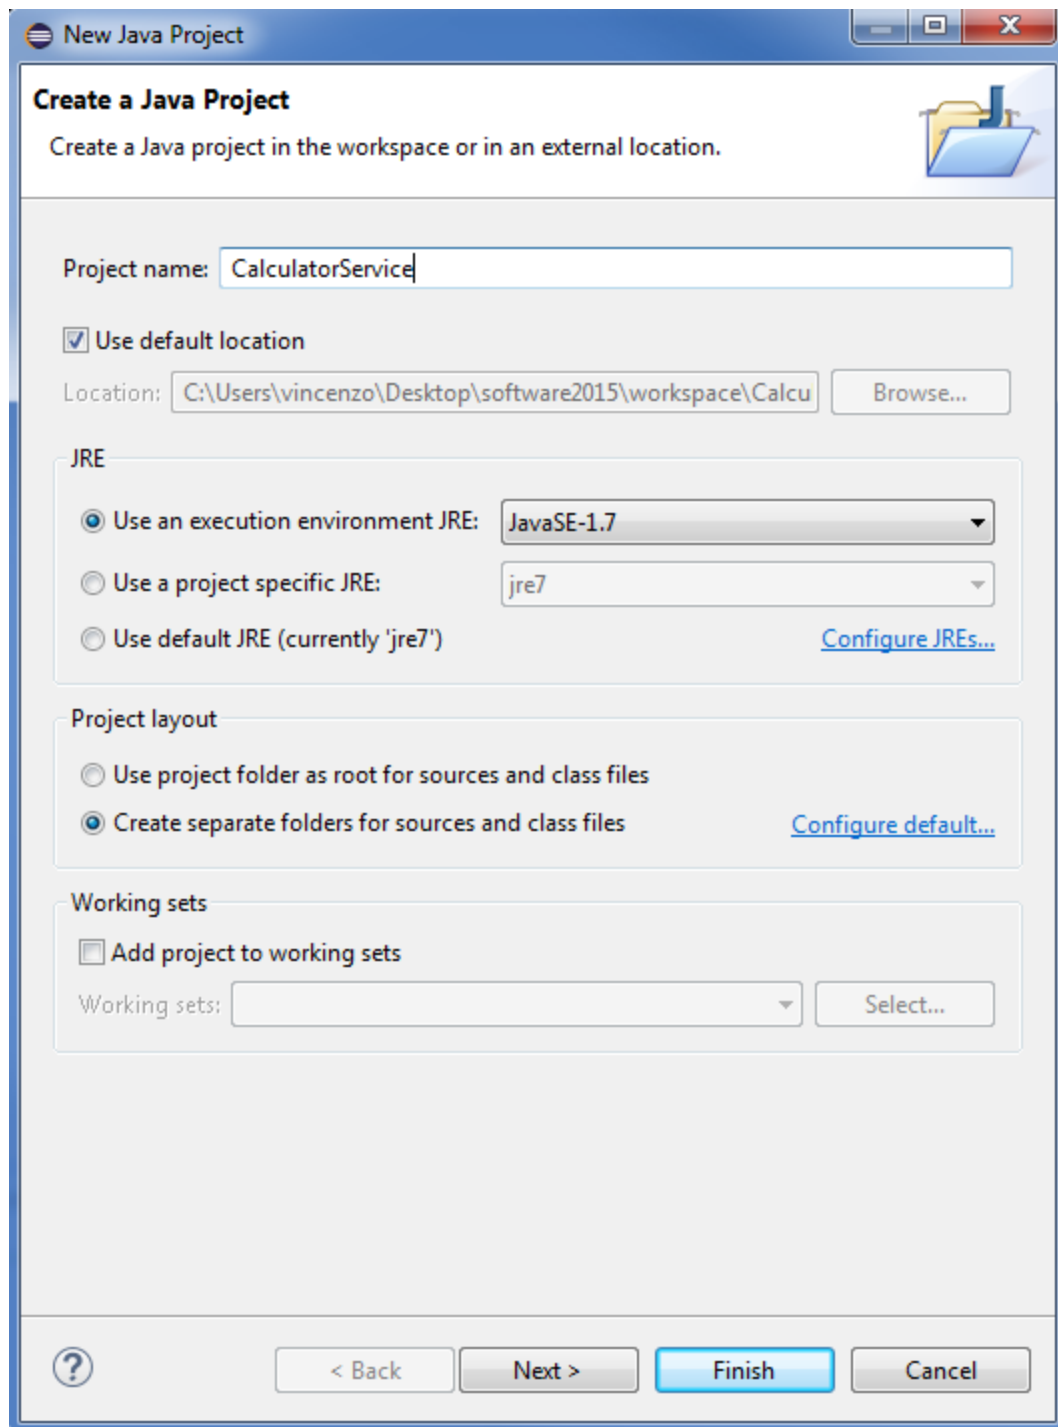 New Java Project
Create a Java Project
Create a Java project in the workspace or in an external location.
Project name: CalculatorService
Use default location
Location: C:\Users\vincenzo\Desktop\software2015\workspace\Calcu Browse...
JRE
Use an execution environment JRE: JavaSE-1.7
Use a project specific JRE: jre7
Use default JRE (currently 'jre7') Configure JREs...
Project layout
Use project folder as root for sources and class files
Create separate folders for sources and class files Configure default...
Working sets
Add project to working sets
Working sets: Select...
? < Back Next > Finish Cancel